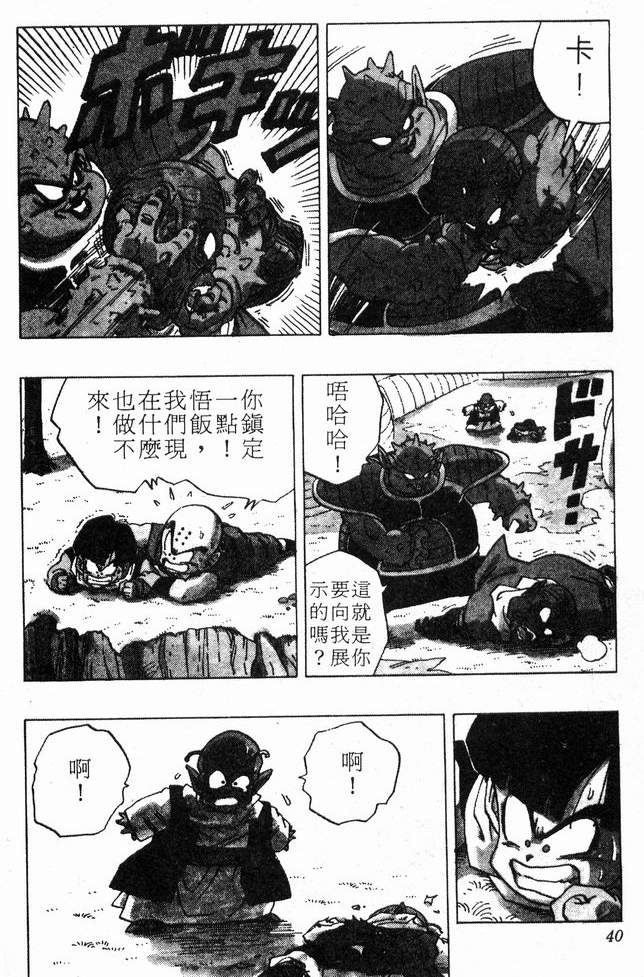 卡！
ボキッ
唔哈哈！
ドサ！
這就是你
要向我展
示的嗎？
你鎮定
一點！
悟飯，
我們現
在什麼
也做不
來！
啊！
啊！
40